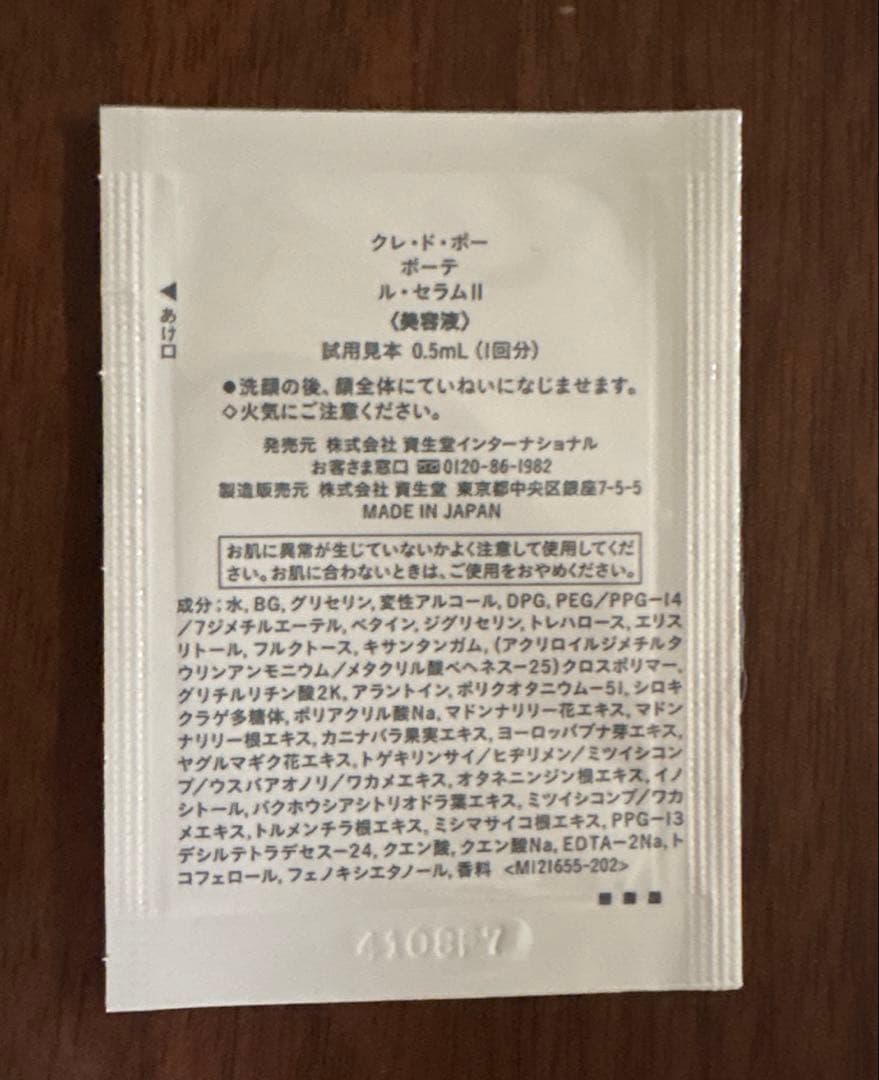 クレ・ド・ポー
ボーテ
ル・セラムⅡ
〈美容液〉
試用見本 0.5mL(1回分)
◀あけ口
●洗顔の後、顔全体にていねいになじませます。
◇火気にご注意ください。
発売元 株式会社 資生堂インターナショナル
お客さま窓口 0120-86-1982
製造販売元 株式会社 資生堂 東京都中央区銀座7-5-5
MADE IN JAPAN
お肌に異常が生じていないかよく注意して使用してくだ
さい。お肌に合わないときは、ご使用をおやめください。
成分:水, BG, グリセリン, 変性アルコール, DPG, PEG/PPG-14
/7ジメチルエーテル, ベタイン, ジグリセリン, トレハロース, エリス
リトール, フルクトース, キサンタンガム, (アクリロイルジメチルタ
ウリンアンモニウム/メタクリル酸ベヘネス-25)クロスポリマー,
グリチルリチン酸2K, アラントイン, ポリクオタニウム-51, シロキ
クラゲ多糖体, ポリアクリル酸Na, マドンナリリー花エキス, マドン
ナリリー根エキス, カニナバラ果実エキス, ヨーロッパブナ芽エキス,
ヤグルマギク花エキス, トゲキリンサイ/ヒヂリメン/ミツイシコン
ブ/ウスバアオノリ/ワカメエキス, オタネニンジン根エキス, イノ
シトール, バクホウシアシトリオドラ葉エキス, ミツイシコンブ/ワカ
メエキス, トルメンチラ根エキス, ミシマサイコ根エキス, PPG-13
デシルテトラデセス-24, クエン酸, クエン酸Na, EDTA-2Na, ト
コフェロール, フェノキシエタノール, 香料 <M121655-202>